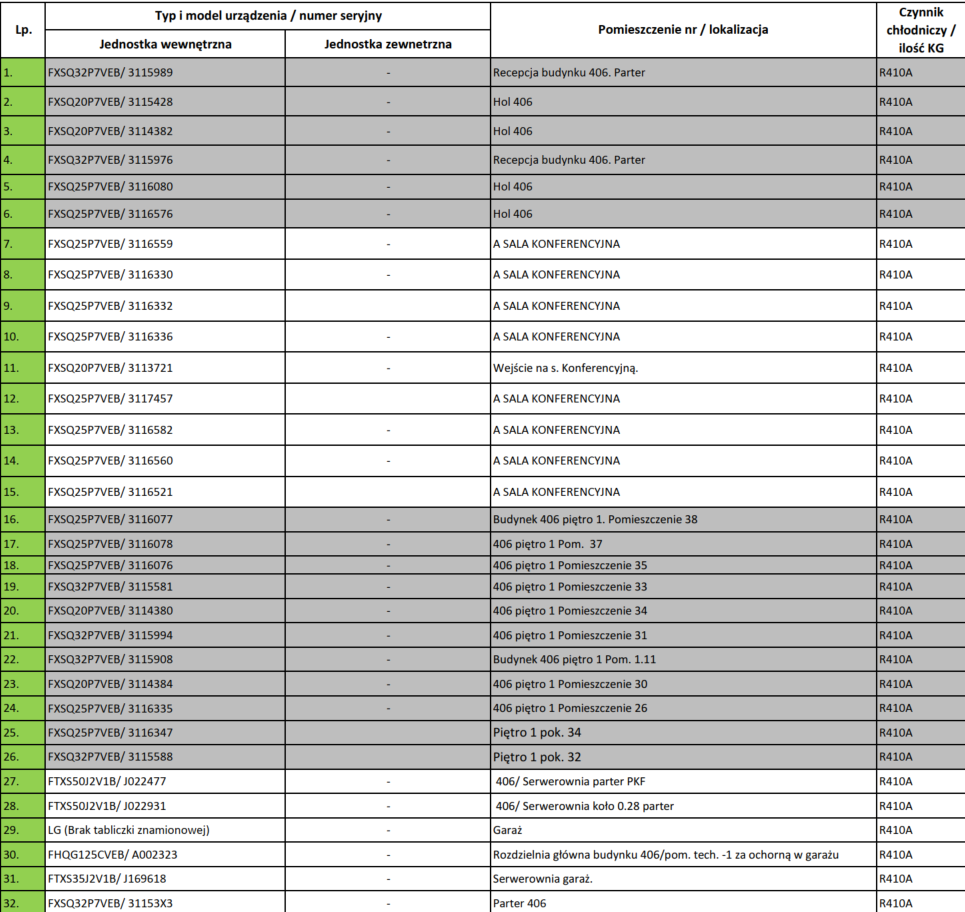 Lp. Typ i model urządzenia / numer seryjny Pomieszczenie nr / lokalizacja Czynnik chłodniczy / ilość KG
Jednostka wewnętrzna Jednostka zewnetrzna
1. FXSQ32P7VEB/ 3115989 - Recepcja budynku 406. Parter R410A
2. FXSQ20P7VEB/ 3115428 - Hol 406 R410A
3. FXSQ20P7VEB/ 3114382 - Hol 406 R410A
4. FXSQ32P7VEB/ 3115976 - Recepcja budynku 406. Parter R410A
5. FXSQ25P7VEB/ 3116080 - Hol 406 R410A
6. FXSQ25P7VEB/ 3116576 - Hol 406 R410A
7. FXSQ25P7VEB/ 3116559 - A SALA KONFERENCYJNA R410A
8. FXSQ25P7VEB/ 3116330 - A SALA KONFERENCYJNA R410A
9. FXSQ25P7VEB/ 3116332 A SALA KONFERENCYJNA R410A
10. FXSQ25P7VEB/ 3116336 - A SALA KONFERENCYJNA R410A
11. FXSQ20P7VEB/ 3113721 - Wejście na s. Konferencyjną. R410A
12. FXSQ25P7VEB/ 3117457 A SALA KONFERENCYJNA R410A
13. FXSQ25P7VEB/ 3116582 - A SALA KONFERENCYJNA R410A
14. FXSQ25P7VEB/ 3116560 - A SALA KONFERENCYJNA R410A
15. FXSQ25P7VEB/ 3116521 A SALA KONFERENCYJNA R410A
16. FXSQ25P7VEB/ 3116077 - Budynek 406 piętro 1. Pomieszczenie 38 R410A
17. FXSQ25P7VEB/ 3116078 - 406 piętro 1 Pom. 37 R410A
18. FXSQ25P7VEB/ 3116076 - 406 piętro 1 Pomieszczenie 35 R410A
19. FXSQ32P7VEB/ 3115581 - 406 piętro 1 Pomieszczenie 33 R410A
20. FXSQ20P7VEB/ 3114380 - 406 piętro 1 Pomieszczenie 34 R410A
21. FXSQ32P7VEB/ 3115994 - 406 piętro 1 Pomieszczenie 31 R410A
22. FXSQ32P7VEB/ 3115908 - Budynek 406 piętro 1 Pom. 1.11 R410A
23. FXSQ20P7VEB/ 3114384 - 406 piętro 1 Pomieszczenie 30 R410A
24. FXSQ25P7VEB/ 3116335 - 406 piętro 1 Pomieszczenie 26 R410A
25. FXSQ25P7VEB/ 3116347 Piętro 1 pok. 34 R410A
26. FXSQ32P7VEB/ 3115588 Piętro 1 pok. 32 R410A
27. FTXS50J2V1B/ J022477 - 406/ Serwerownia parter PKF R410A
28. FTXS50J2V1B/ J022931 - 406/ Serwerownia koło 0.28 parter R410A
29. LG (Brak tabliczki znamionowej) - Garaż R410A
30. FHQG125CVEB/ A002323 - Rozdzielnia główna budynku 406/pom. tech. -1 za ochorną w garażu R410A
31. FTXS35J2V1B/ J169618 - Serwerownia garaż. R410A
32. FXSQ32P7VEB/ 31153X3 - Parter 406 R410A